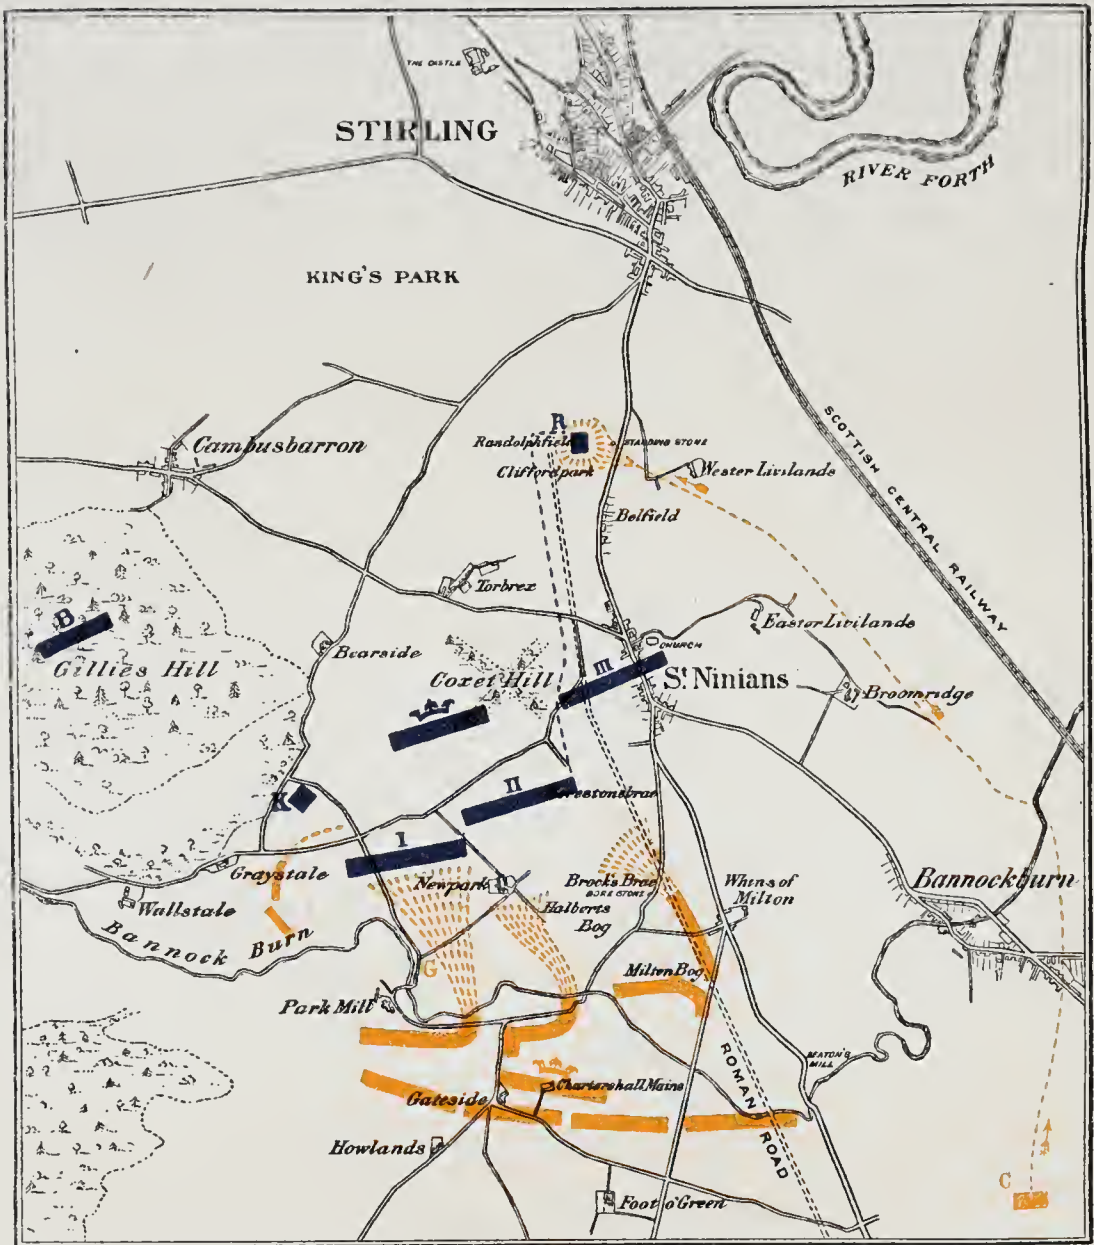 THE CASTLE
STIRLING
RIVER FORTH
KING'S PARK
SCOTTISH CENTRAL RAILWAY
Cambusbarron
R
Randolphfield
STANDING STONE
Cliffordpark
Wester Livilands
Belfield
Torbrex
B
Gillies Hill
Bearside
Easter Livilands
CHURCH
Coxet Hill
III
St. Ninians
Broomridge
II
K
Borestonebrae
I
Graystale
Newpark
Brock's Brae
BORE STONE
Whins of
Milton
Bannockburn
Wallstale
Halberts
Bog
Bannock Burn
G
Milton Bog
Park Mill
ROMAN ROAD
BEATON'S
MILL
Gateside
Chartershall Mains
Howlands
Foot o'Green
C